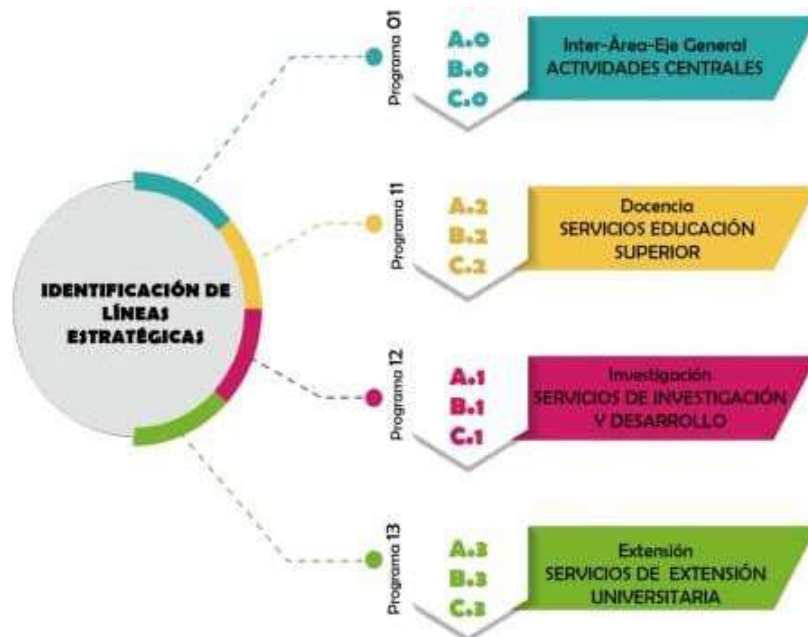 IDENTIFICACIÓN DE
LÍNEAS
ESTRATÉGICAS
Programa 01
A.0
B.0
C.0
Inter-Área-Eje General
ACTIVIDADES CENTRALES
Programa 11
A.2
B.2
C.2
Docencia
SERVICIOS EDUCACIÓN
SUPERIOR
Programa 12
A.1
B.1
C.1
Investigación
SERVICIOS DE INVESTIGACIÓN
Y DESARROLLO
Programa 13
A.3
B.3
C.3
Extensión
SERVICIOS DE EXTENSIÓN
UNIVERSITARIA